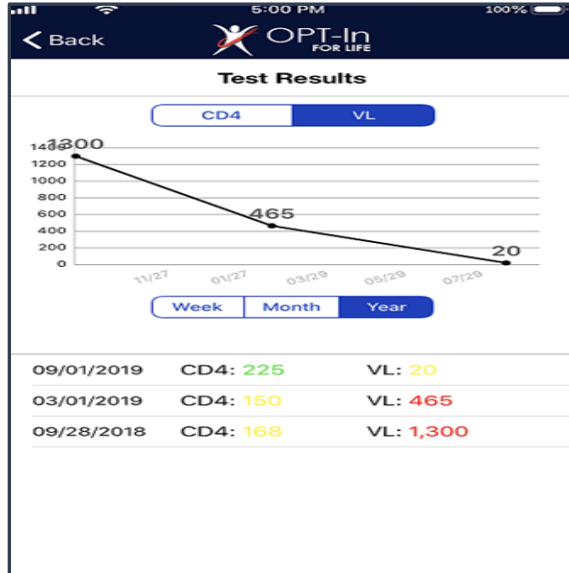 5:00 PM 100%
Back OPT-In
FOR LIFE
Test Results
CD4 VL
1400 1300
1200
1000
800
600 465
400
200 20
0
11/27 01/27 03/29 05/29 07/29
Week Month Year
09/01/2019 CD4: 225 VL: 20
03/01/2019 CD4: 150 VL: 465
09/28/2018 CD4: 168 VL: 1,300